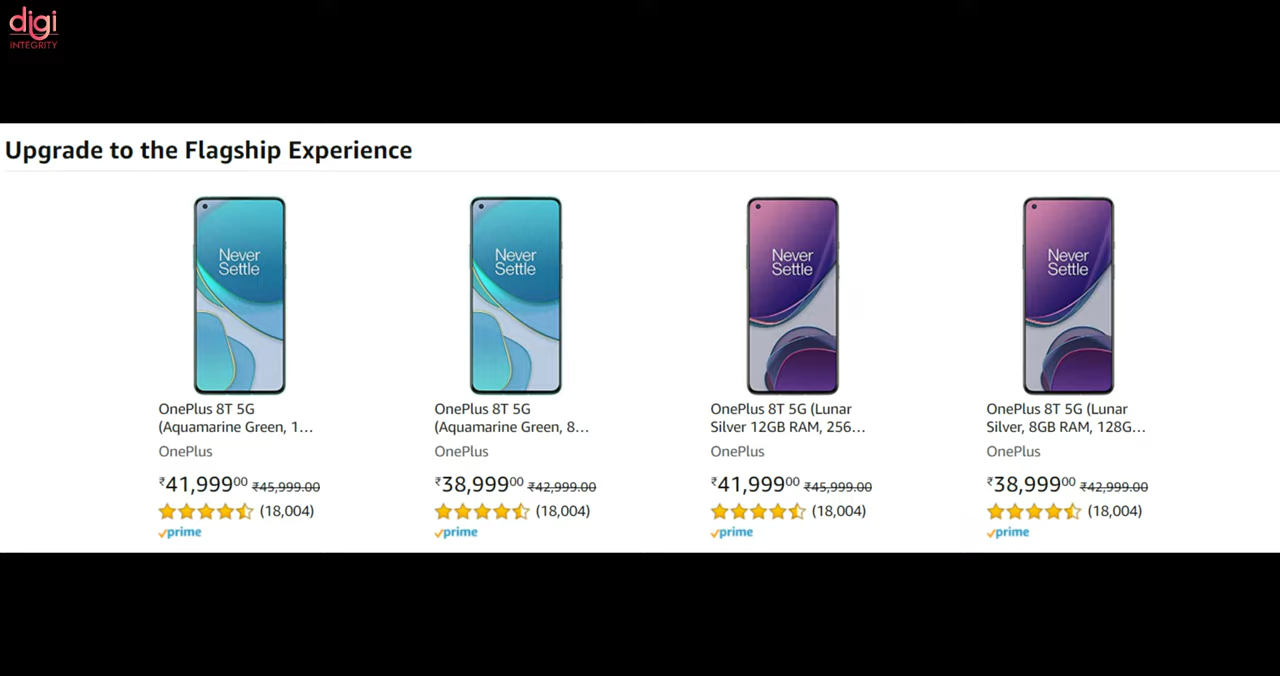 digi
INTEGRITY
Upgrade to the Flagship Experience
Never
Settle
Never
Settle
Never
Settle
Never
Settle
OnePlus 8T 5G
(Aquamarine Green, 1...
OnePlus
₹41,99900 ₹45,999.00
(18,004)
prime
OnePlus 8T 5G
(Aquamarine Green, 8...
OnePlus
₹38,99900 ₹42,999.00
(18,004)
prime
OnePlus 8T 5G (Lunar
Silver 12GB RAM, 256...
OnePlus
₹41,99900 ₹45,999.00
(18,004)
prime
OnePlus 8T 5G (Lunar
Silver, 8GB RAM, 128G...
OnePlus
₹38,99900 ₹42,999.00
(18,004)
prime